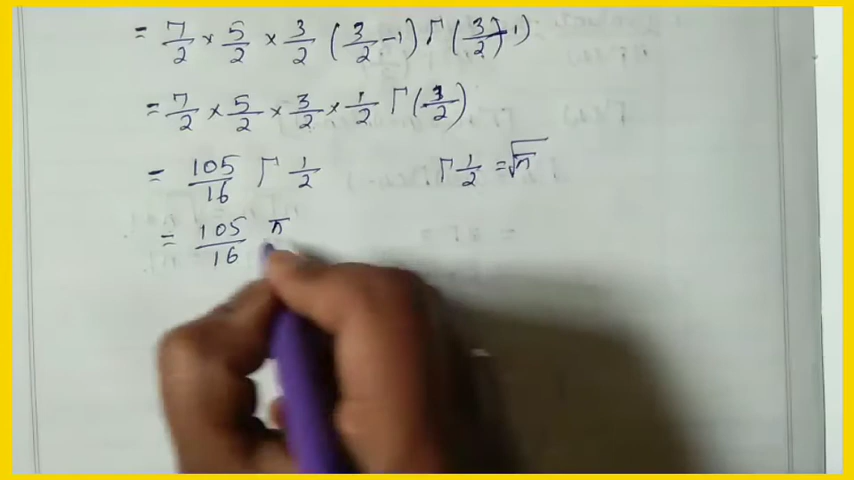 = 7/2 × 5/2 × 3/2 (3/2 - 1) Γ(3/2 - 1)
= 7/2 × 5/2 × 3/2 × 1/2 Γ(3/2)
= 105/16 Γ 1/2 Γ 1/2 = √π
= 105/16 π